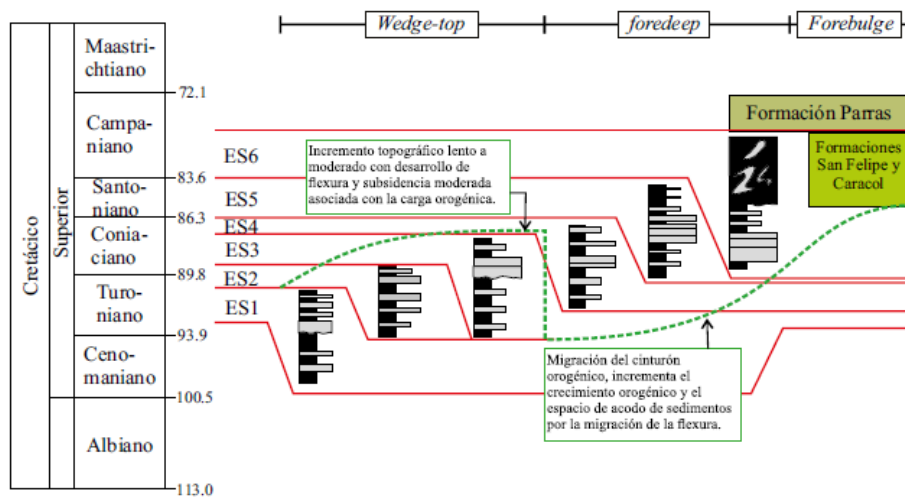 Wedge-top
foredeep
Forebulge
Cretácico
Superior
Maastri-
chtiano
72.1
Campa-
niano
83.6
Santo-
niano
86.3
Conia-
ciano
89.8
Turo-
niano
93.9
Ceno-
maniano
100.5
Albiano
113.0
ES6
ES5
ES4
ES3
ES2
ES1
Incremento topográfico lento a
moderado con desarrollo de
flexura y subsidencia moderada
asociada con la carga orogénica.
Formación Parras
Formaciones
San Felipe y
Caracol
Migración del cinturón
orogénico, incrementa el
crecimiento orogénico y el
espacio de acodo de sedimentos
por la migración de la flexura.